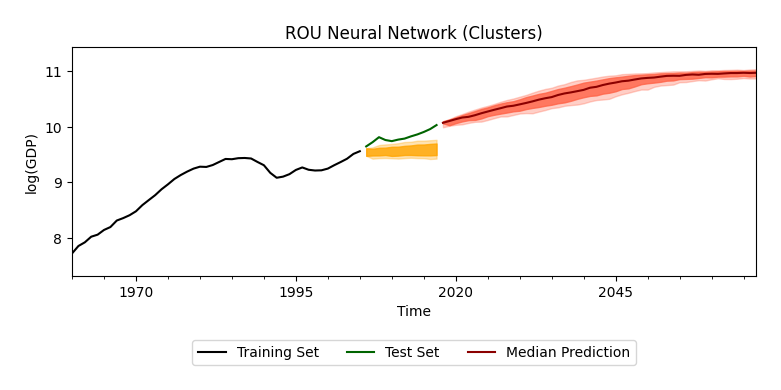 ROU Neural Network (Clusters)
11
10
9
8
log(GDP)
1970 1995 2020 2045
Time
Training Set Test Set Median Prediction